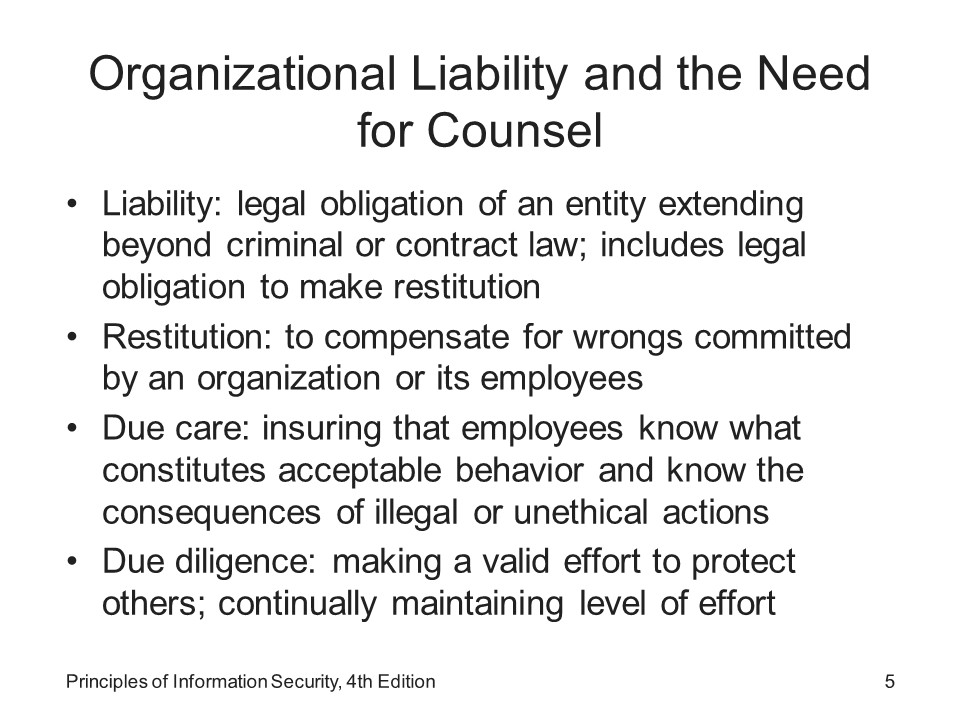 Organizational Liability and the Need
for Counsel
• Liability: legal obligation of an entity extending
beyond criminal or contract law; includes legal
obligation to make restitution
• Restitution: to compensate for wrongs committed
by an organization or its employees
• Due care: insuring that employees know what
constitutes acceptable behavior and know the
consequences of illegal or unethical actions
• Due diligence: making a valid effort to protect
others; continually maintaining level of effort
Principles of Information Security, 4th Edition 5